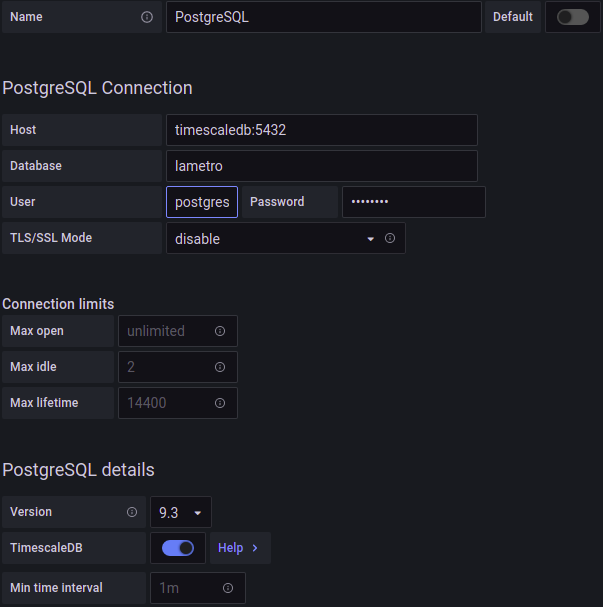 Name PostgreSQL Default
PostgreSQL Connection
Host timescaledb:5432
Database lametro
User postgres Password ••••••••
TLS/SSL Mode disable
Connection limits
Max open unlimited
Max idle 2
Max lifetime 14400
PostgreSQL details
Version 9.3
TimescaleDB Help >
Min time interval 1m